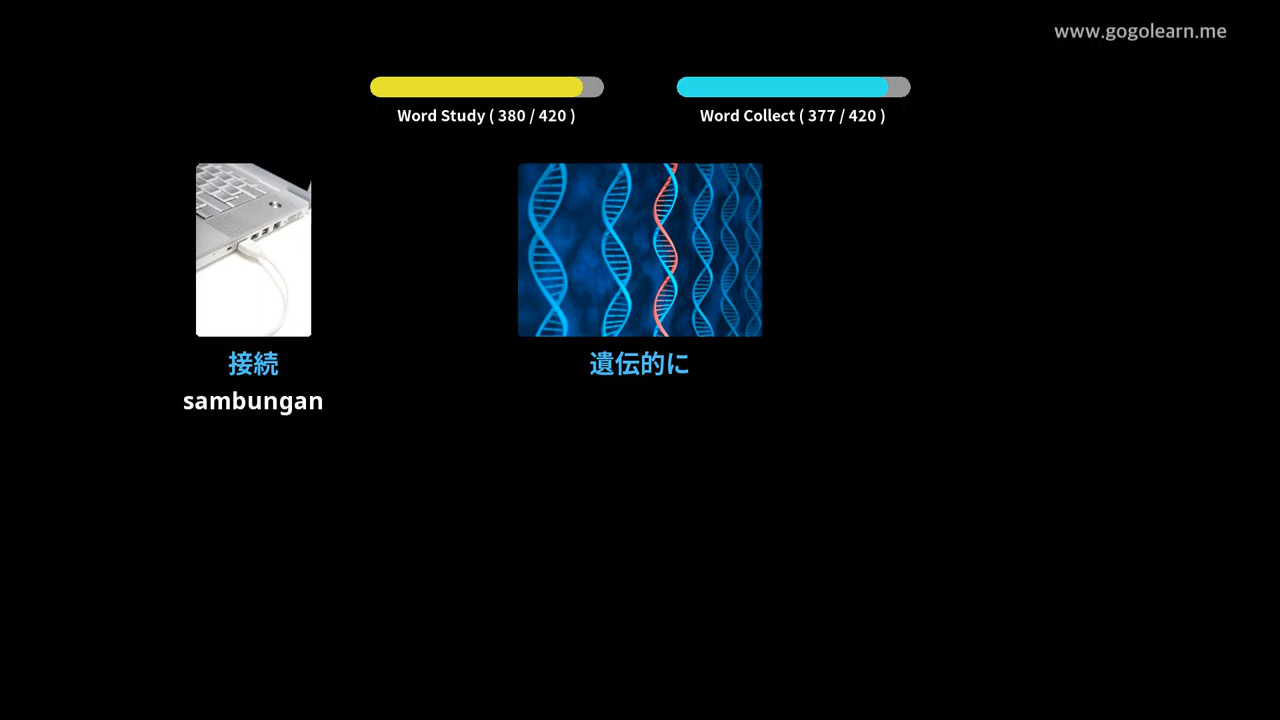 www.gogolearn.me
Word Study ( 380 / 420 )
Word Collect ( 377 / 420 )
接続
sambungan
遺伝的に